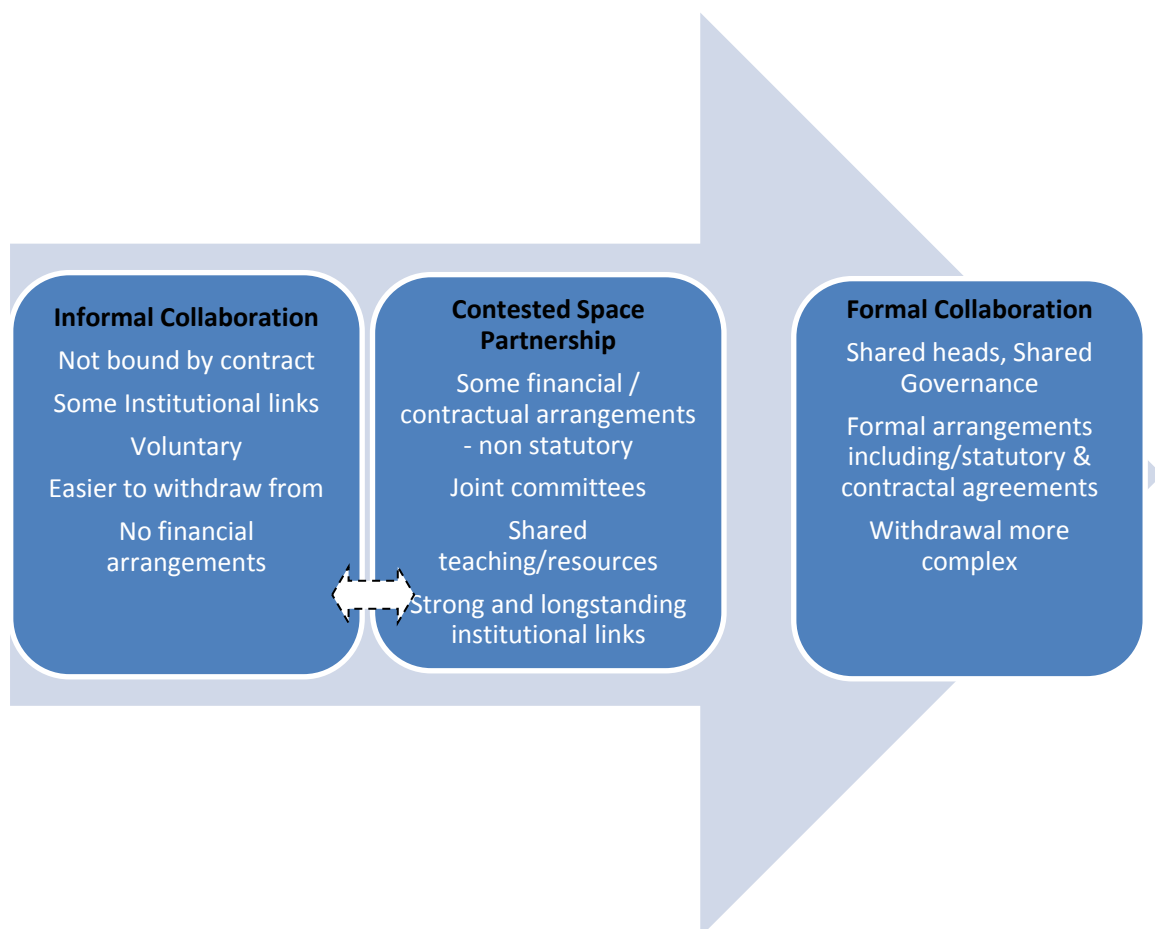 Informal Collaboration
Not bound by contract
Some Institutional links
Voluntary
Easier to withdraw from
No financial
arrangements
Contested Space
Partnership
Some financial /
contractual arrangements
- non statutory
Joint committees
Shared
teaching/resources
Strong and longstanding
institutional links
Formal Collaboration
Shared heads, Shared
Governance
Formal arrangements
including/statutory &
contractal agreements
Withdrawal more
complex